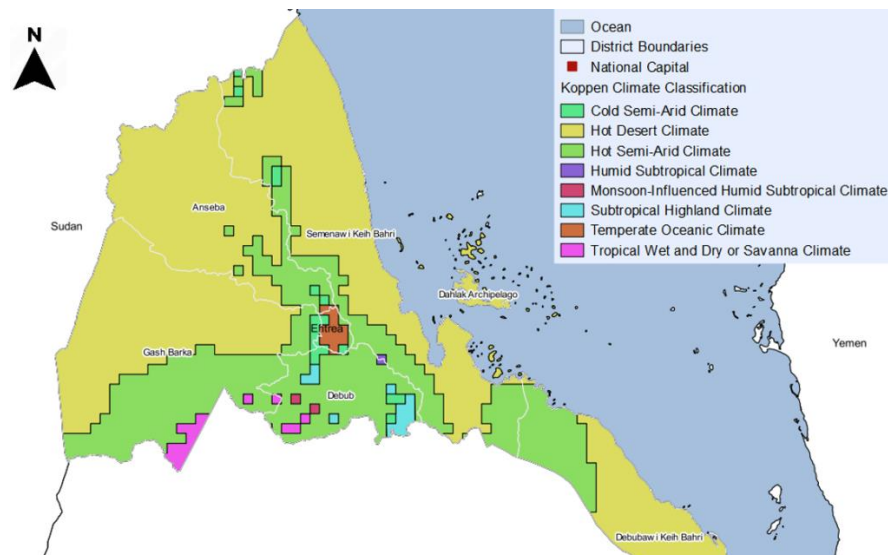 N
Ocean
District Boundaries
National Capital
Koppen Climate Classification
Cold Semi-Arid Climate
Hot Desert Climate
Hot Semi-Arid Climate
Humid Subtropical Climate
Monsoon-Influenced Humid Subtropical Climate
Subtropical Highland Climate
Temperate Oceanic Climate
Tropical Wet and Dry or Savanna Climate
Sudan
Anseba
Semenawi Keih Bahri
Dahlak Archipelago
Eritrea
Yemen
Gash Barka
Debub
Debubawi Keih Bahri